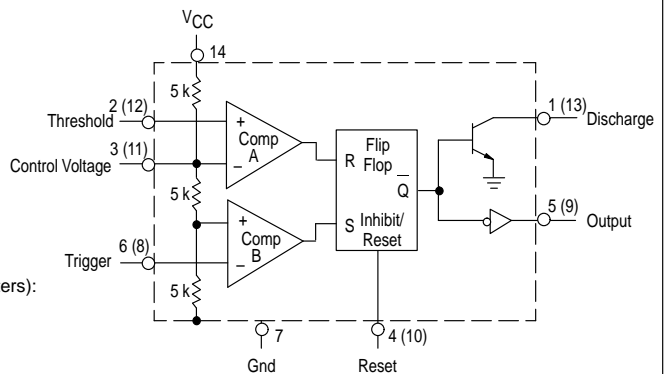 VCC
14
5 k
2 (12)
Threshold
+
Comp
A
–
3 (11)
Control Voltage
5 k
+
Comp
B
–
6 (8)
Trigger
5 k
ers):
R
Flip
Flop
Q
S
Inhibit/
Reset
1 (13)
Discharge
5 (9)
Output
7
Gnd
4 (10)
Reset